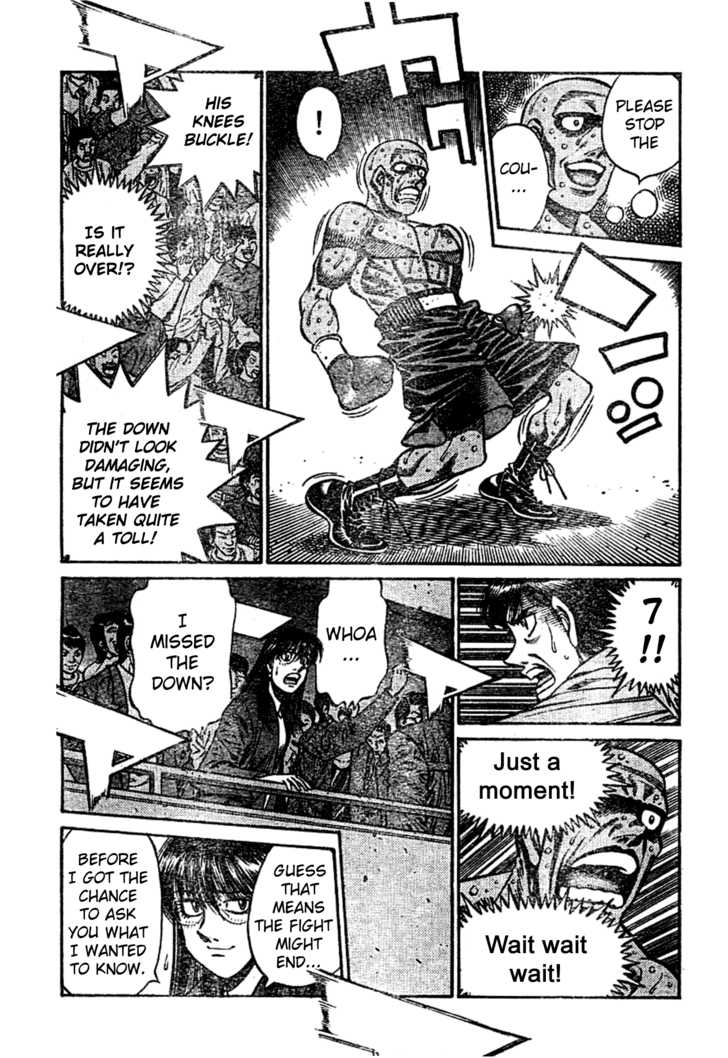 PLEASE
STOP
THE
COU-
...
!
HIS
KNEES
BUCKLE!
IS IT
REALLY
OVER!?
THE DOWN
DIDN'T LOOK
DAMAGING,
BUT IT SEEMS
TO HAVE
TAKEN QUITE
A TOLL!
7
!!
WHOA
...
I
MISSED
THE
DOWN?
Just a
moment!
Wait wait
wait!
GUESS
THAT
MEANS
THE FIGHT
MIGHT
END...
BEFORE
I GOT THE
CHANCE
TO ASK
YOU WHAT
I WANTED
TO KNOW.